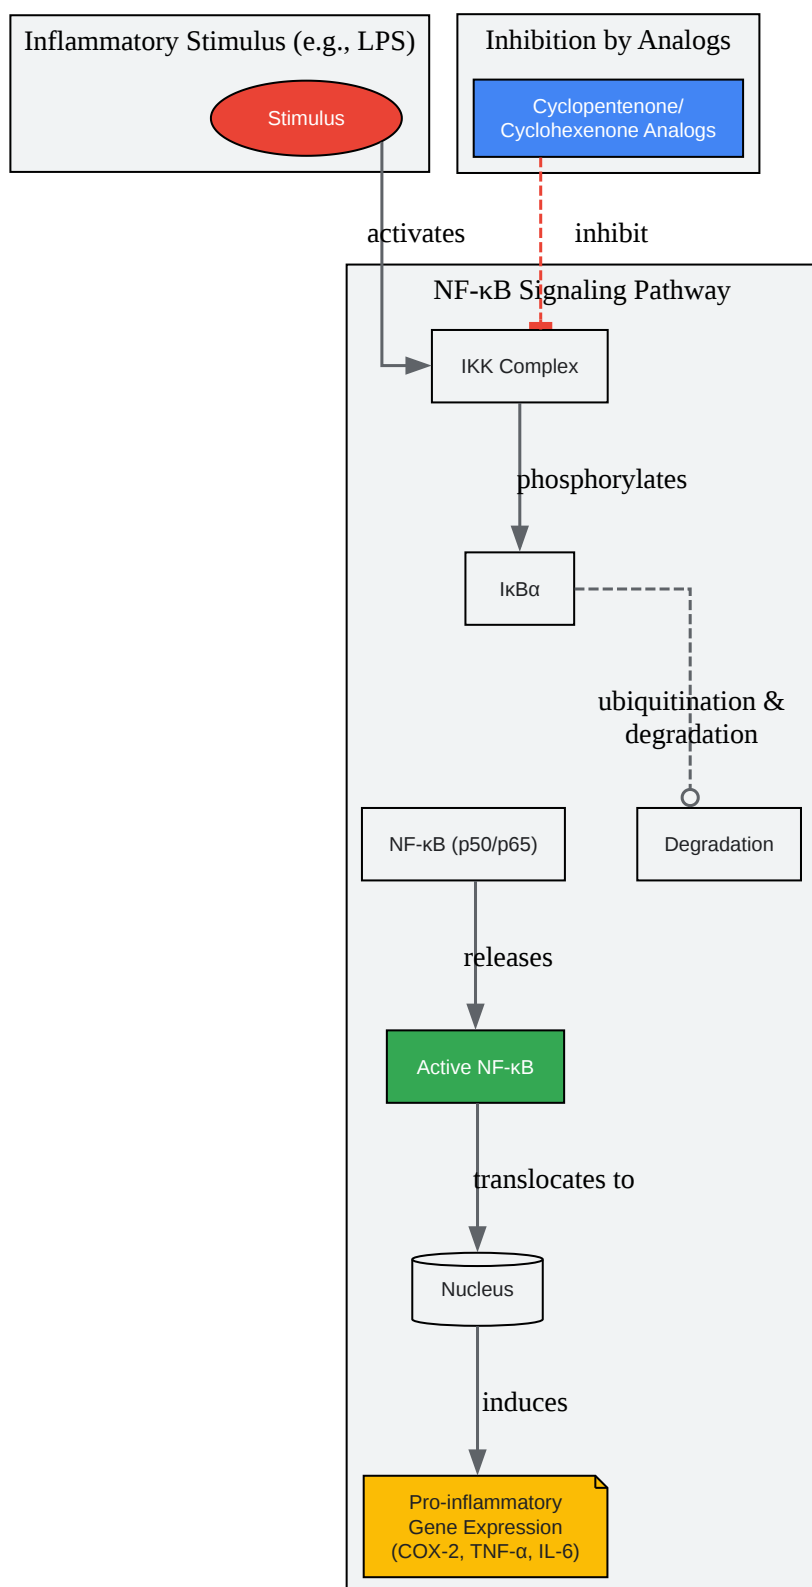 Inflammatory Stimulus (e.g., LPS)
Inhibition by Analogs
Stimulus
Cyclopentenone/
Cyclohexenone Analogs
activates
inhibit
NF-κB Signaling Pathway
IKK Complex
phosphorylates
IκBα
ubiquitination &
degradation
NF-κB (p50/p65)
Degradation
releases
Active NF-κB
translocates to
Nucleus
induces
Pro-inflammatory
Gene Expression
(COX-2, TNF-α, IL-6)